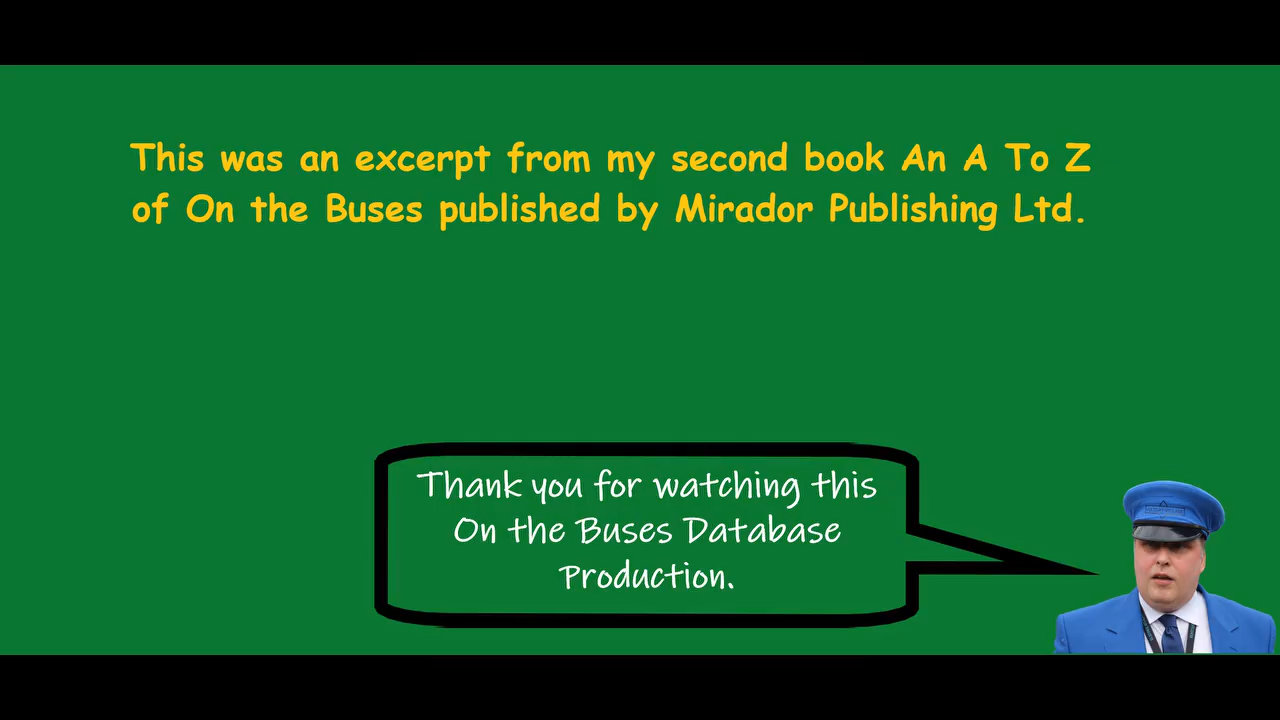 This was an excerpt from my second book An A To Z
of On the Buses published by Mirador Publishing Ltd.
Thank you for watching this
On the Buses Database
Production.